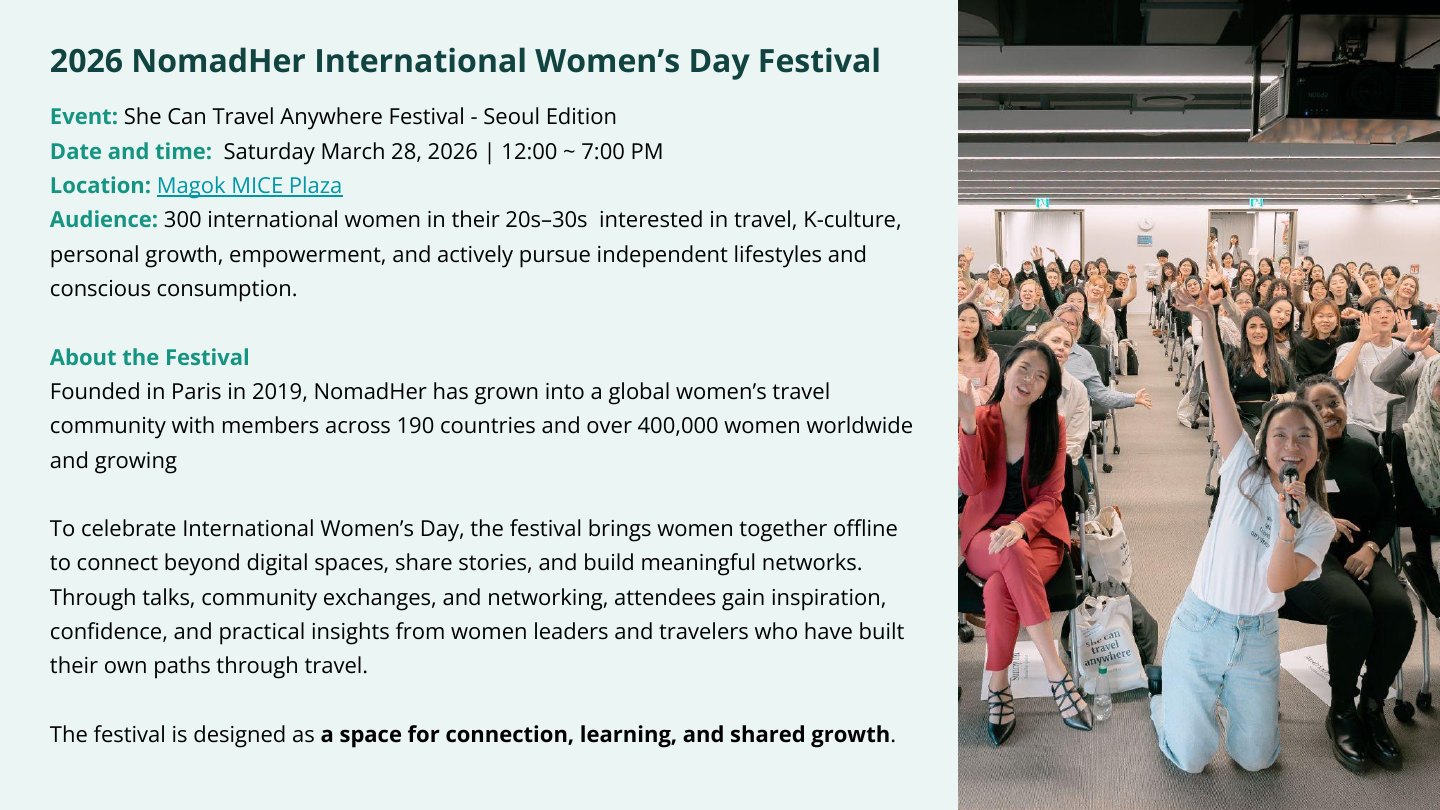 2026 NomadHer International Women’s Day Festival
Event: She Can Travel Anywhere Festival - Seoul Edition
Date and time:  Saturday March 28, 2026 | 12:00 ~ 7:00 PM
Location: Magok MICE Plaza
Audience: 300 international women in their 20s–30s  interested in travel, K-culture,
personal growth, empowerment, and actively pursue independent lifestyles and
conscious consumption.
About the Festival
Founded in Paris in 2019, NomadHer has grown into a global women’s travel
community with members across 190 countries and over 400,000 women worldwide
and growing
To celebrate International Women’s Day, the festival brings women together offline
to connect beyond digital spaces, share stories, and build meaningful networks.
Through talks, community exchanges, and networking, attendees gain inspiration,
confidence, and practical insights from women leaders and travelers who have built
their own paths through travel.
The festival is designed as a space for connection, learning, and shared growth.
she can
travel
anywhere